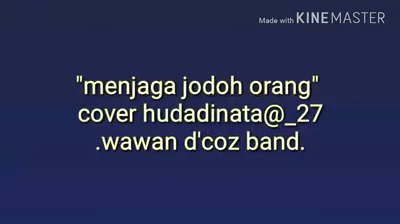 Made with KINEMASTER
"menjaga jodoh orang"
cover hudadinata@_27
.wawan d'coz band.